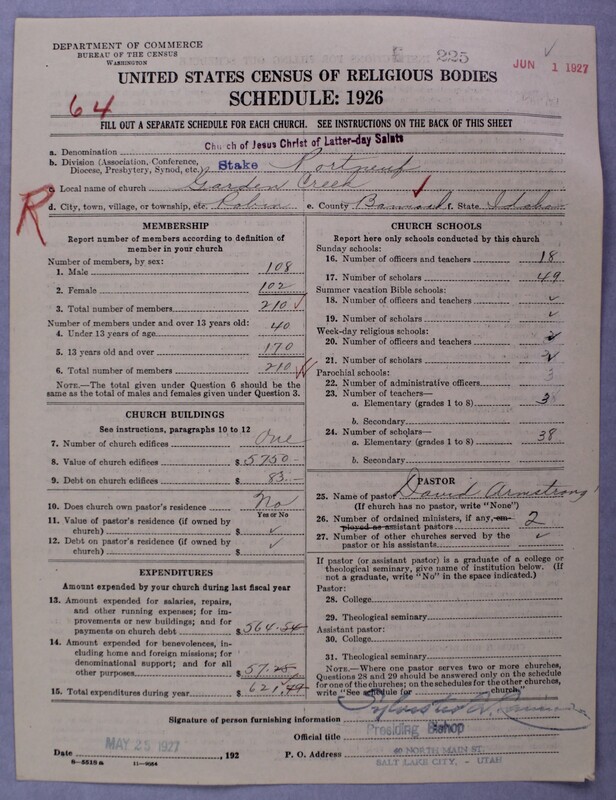 DEPARTMENT OF COMMERCE
BUREAU OF THE CENSUS
WASHINGTON
225
JUN 1 1927
UNITED STATES CENSUS OF RELIGIOUS BODIES
SCHEDULE: 1926
64
FILL OUT A SEPARATE SCHEDULE FOR EACH CHURCH. SEE INSTRUCTIONS ON THE BACK OF THIS SHEET
a. Denomination Church of Jesus Christ of Latter-day Saints
b. Division (Association, Conference, Diocese, Presbytery, Synod, etc.) Stake Portneuf
c. Local name of church Garden Creek
R
d. City, town, village, or township, etc. Robin e. County Bannock f. State Idaho
MEMBERSHIP
Report number of members according to definition of
member in your church
Number of members, by sex:
1. Male 108
2. Female 102
3. Total number of members 210
Number of members under and over 13 years old:
4. Under 13 years of age 40
5. 13 years old and over 170
6. Total number of members 210
NOTE.—The total given under Question 6 should be the
same as the total of males and females given under Question 3.
CHURCH BUILDINGS
See instructions, paragraphs 10 to 12
7. Number of church edifices One
8. Value of church edifices $ 5750.—
9. Debt on church edifices $ 83.—
10. Does church own pastor's residence No
Yes or No
11. Value of pastor's residence (if owned by
church) $ ✓
12. Debt on pastor's residence (if owned by
church) $ ✓
EXPENDITURES
Amount expended by your church during last fiscal year
13. Amount expended for salaries, repairs,
and other running expenses; for im-
provements or new buildings; and for
payments on church debt $ 564.54
14. Amount expended for benevolences, in-
cluding home and foreign missions; for
denominational support; and for all
other purposes $ 57.
15. Total expenditures during year $ 621.49
CHURCH SCHOOLS
Report here only schools conducted by this church
Sunday schools:
16. Number of officers and teachers 18
17. Number of scholars 49
Summer vacation Bible schools:
18. Number of officers and teachers ✓
19. Number of scholars ✓
Week-day religious schools:
20. Number of officers and teachers
21. Number of scholars
Parochial schools:
22. Number of administrative officers 3
23. Number of teachers—
a. Elementary (grades 1 to 8) 3
b. Secondary
24. Number of scholars—
a. Elementary (grades 1 to 8) 38
b. Secondary
PASTOR
25. Name of pastor David Armstrong
(If church has no pastor, write "None")
26. Number of ordained ministers, if any, em-
ployed as assistant pastors 2
27. Number of other churches served by the
pastor or his assistants ✓
If pastor (or assistant pastor) is a graduate of a college or
theological seminary, give name of institution below. (If
not a graduate, write "No" in the space indicated.)
Pastor:
28. College
29. Theological seminary
Assistant pastor:
30. College
31. Theological seminary
NOTE.—Where one pastor serves two or more churches,
Questions 28 and 29 should be answered only on the schedule
for one of the churches; on the schedules for the other churches,
write "See schedule for church."
Signature of person furnishing information Sylvester Q. Cannon
Official title Presiding Bishop
Date MAY 25 1927, 192 P. O. Address 40 NORTH MAIN ST.
SALT LAKE CITY, - UTAH
8-5518a 11-9084